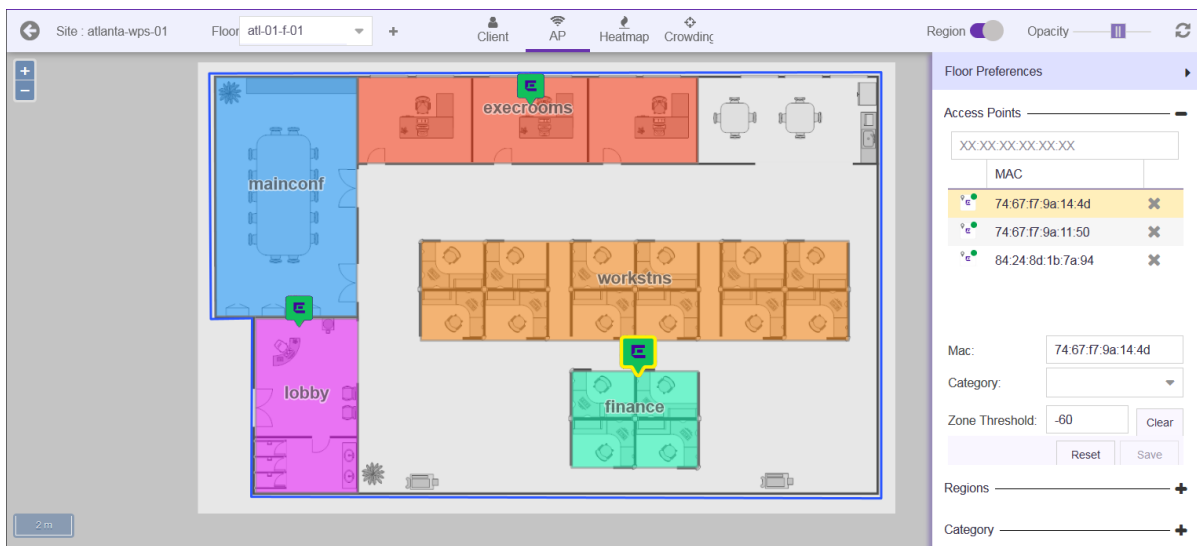 Site : atlanta-wps-01
Floor atl-01-f-01
+
Client
AP
Heatmap
Crowding
Region
Opacity
+
−
execrooms
mainconf
workstns
lobby
finance
2 m
Floor Preferences
Access Points
XX:XX:XX:XX:XX:XX
MAC
74:67:f7:9a:14:4d
74:67:f7:9a:11:50
84:24:8d:1b:7a:94
Mac: 74:67:f7:9a:14:4d
Category:
Zone Threshold: -60 Clear
Reset Save
Regions
Category